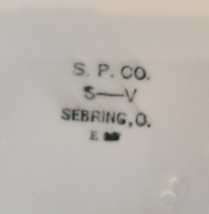 S. P. CO.
S—V
SEBRING, O.
E